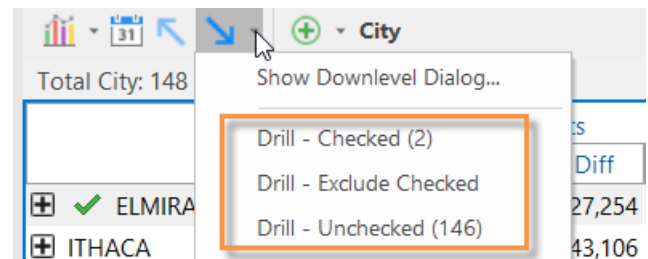 31
City
Total City: 148
Show Downlevel Dialog...
Drill - Checked (2)
Diff
Drill - Exclude Checked
ELMIRA
27,254
Drill - Unchecked (146)
ITHACA
43,106